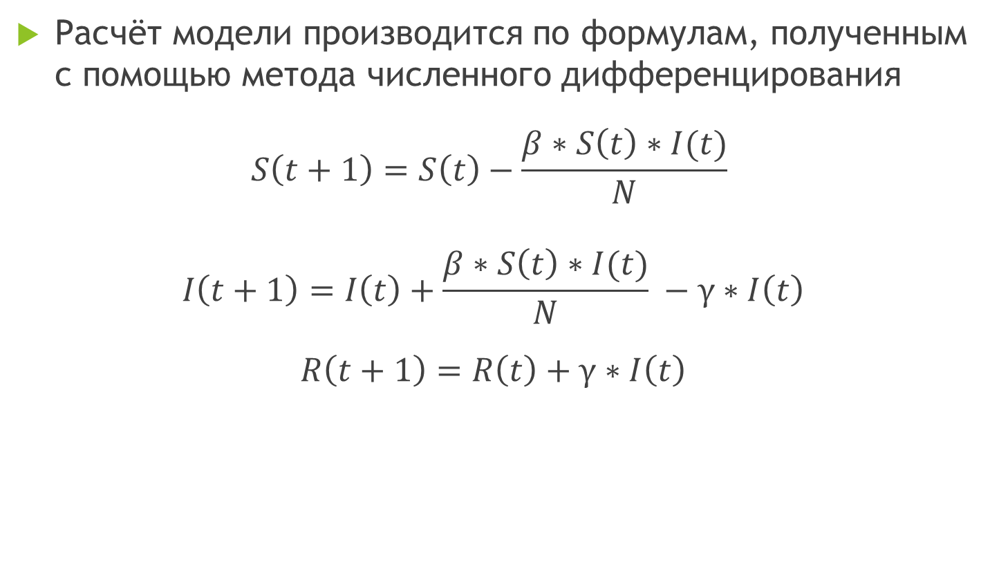 Расчёт модели производится по формулам, полученным
с помощью метода численного дифференцирования
S(t + 1) = S(t) − β ∗ S(t) ∗ I(t) / N
I(t + 1) = I(t) + β ∗ S(t) ∗ I(t) / N − γ ∗ I(t)
R(t + 1) = R(t) + γ ∗ I(t)